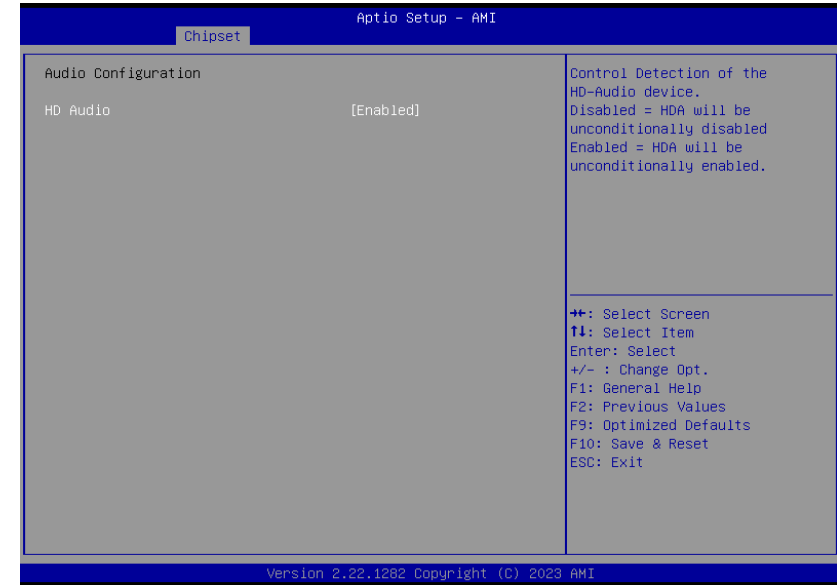 Aptio Setup – AMI
Chipset
Audio Configuration
HD Audio [Enabled]
Control Detection of the
HD-Audio device.
Disabled = HDA will be
unconditionally disabled
Enabled = HDA will be
unconditionally enabled.
→←: Select Screen
↑↓: Select Item
Enter: Select
+/- : Change Opt.
F1: General Help
F2: Previous Values
F9: Optimized Defaults
F10: Save & Reset
ESC: Exit
Version 2.22.1282 Copyright (C) 2023 AMI